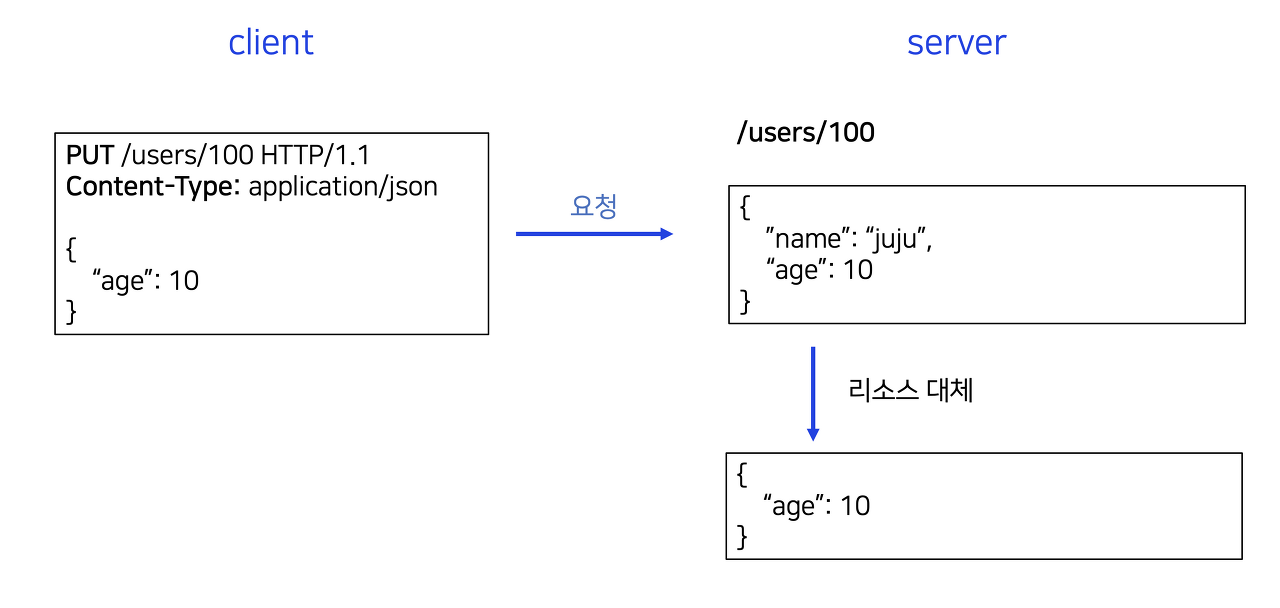 client
server
PUT /users/100 HTTP/1.1
Content-Type: application/json
{
“age”: 10
}
요청
/users/100
{
”name”: “juju”,
“age”: 10
}
리소스 대체
{
“age”: 10
}